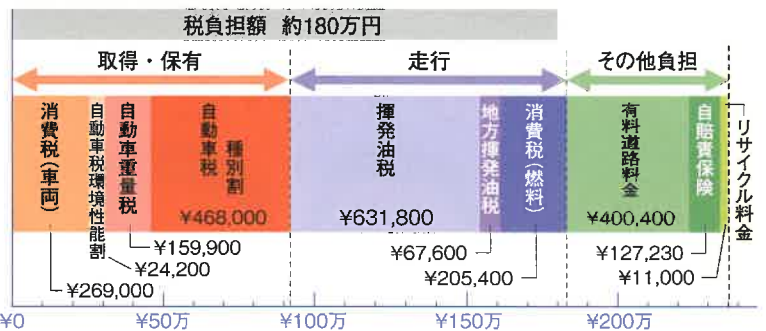 税負担額 約180万円
取得・保有
走行
その他負担
消費税(車両)
自動車税環境性能割
自動車重量税
自動車税
種別割
揮発油税
地方揮発油税
消費税(燃料)
有料道路料金
自賠責保険
リサイクル料金
¥468,000
¥631,800
¥400,400
¥159,900
¥67,600
¥127,230
¥24,200
¥205,400
¥11,000
¥269,000
¥0
¥50万
¥100万
¥150万
¥200万